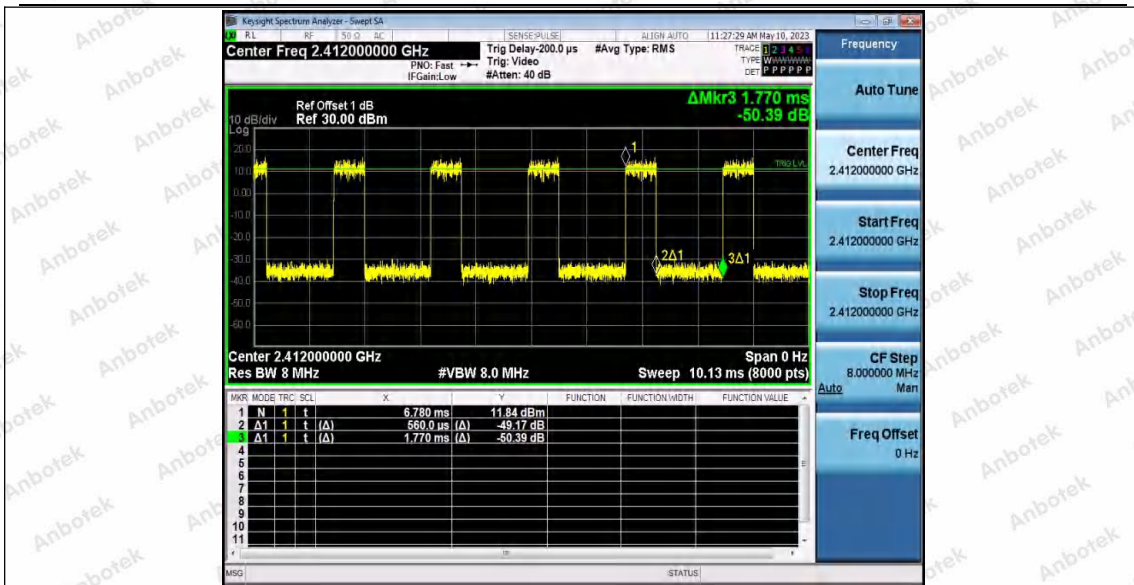 Keysight Spectrum Analyzer - Swept SA
RL RF 50 Ω AC SENSE:PULSE ALIGN AUTO 11:27:29 AM May 10, 2023
Center Freq 2.412000000 GHz
PNO: Fast
IFGain:Low
Trig Delay-200.0 µs
Trig: Video
#Atten: 40 dB
#Avg Type: RMS
TRACE 1 2 3 4 5 6
TYPE W
DET P P P P P P
ΔMkr3 1.770 ms
-50.39 dB
Ref Offset 1 dB
10 dB/div Ref 30.00 dBm
Log
20.0
10.0
0.00
-10.0
-20.0
-30.0
-40.0
-50.0
-60.0
1
TRIG LVL
2Δ1
3Δ1
Center 2.412000000 GHz Span 0 Hz
Res BW 8 MHz #VBW 8.0 MHz Sweep 10.13 ms (8000 pts)
MKR MODE TRC SCL X Y FUNCTION FUNCTION WIDTH FUNCTION VALUE
1 N 1 t 6.780 ms 11.84 dBm
2 Δ1 1 t (Δ) 560.0 µs (Δ) -49.17 dB
3 Δ1 1 t (Δ) 1.770 ms (Δ) -50.39 dB
4
5
6
7
8
9
10
11
MSG STATUS
Frequency
Auto Tune
Center Freq
2.412000000 GHz
Start Freq
2.412000000 GHz
Stop Freq
2.412000000 GHz
CF Step
8.000000 MHz
Auto Man
Freq Offset
0 Hz
Anbotek